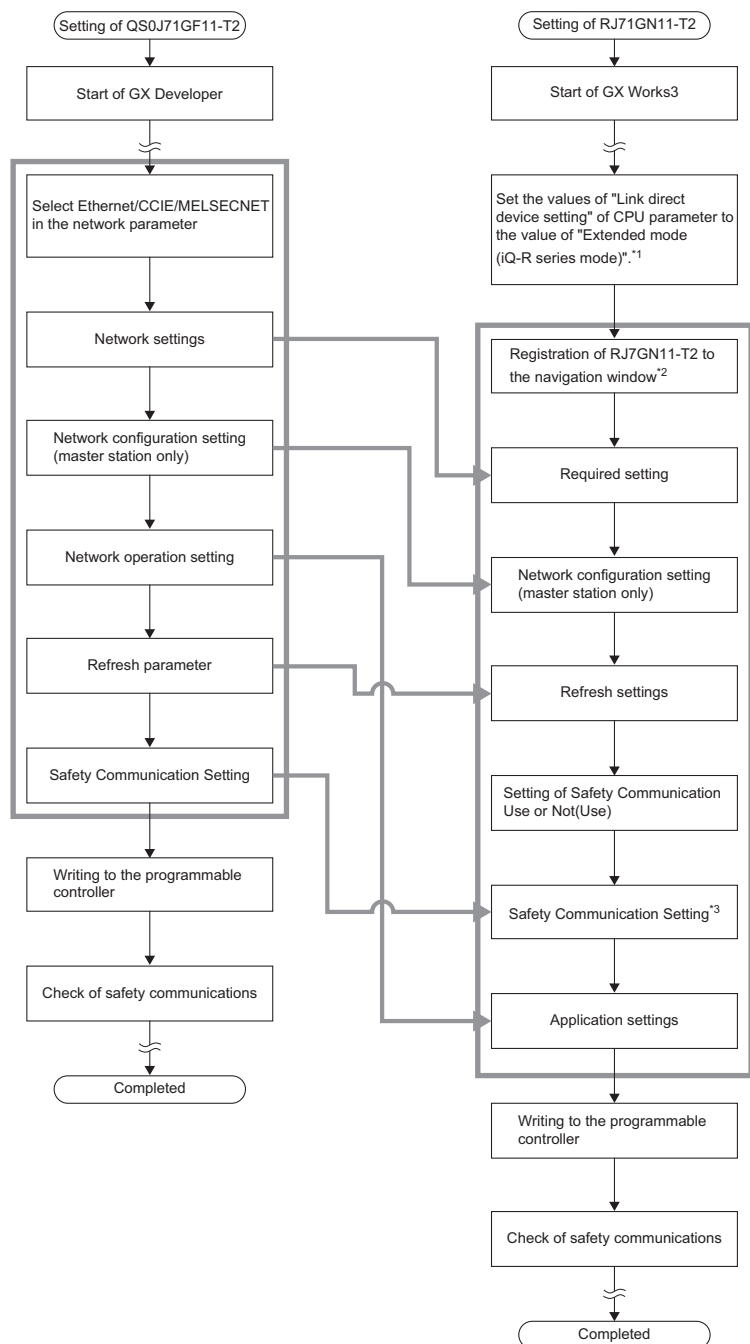 Setting of QS0J71GF11-T2
Start of GX Developer
Select Ethernet/CCIE/MELSECNET
in the network parameter
Network settings
Network configuration setting
(master station only)
Network operation setting
Refresh parameter
Safety Communication Setting
Writing to the programmable
controller
Check of safety communications
Completed
Setting of RJ71GN11-T2
Start of GX Works3
Set the values of "Link direct
device setting" of CPU parameter to
the value of "Extended mode
(iQ-R series mode)".*1
Registration of RJ7GN11-T2 to
the navigation window*2
Required setting
Network configuration setting
(master station only)
Refresh settings
Setting of Safety Communication
Use or Not(Use)
Safety Communication Setting*3
Application settings
Writing to the programmable
controller
Check of safety communications
Completed